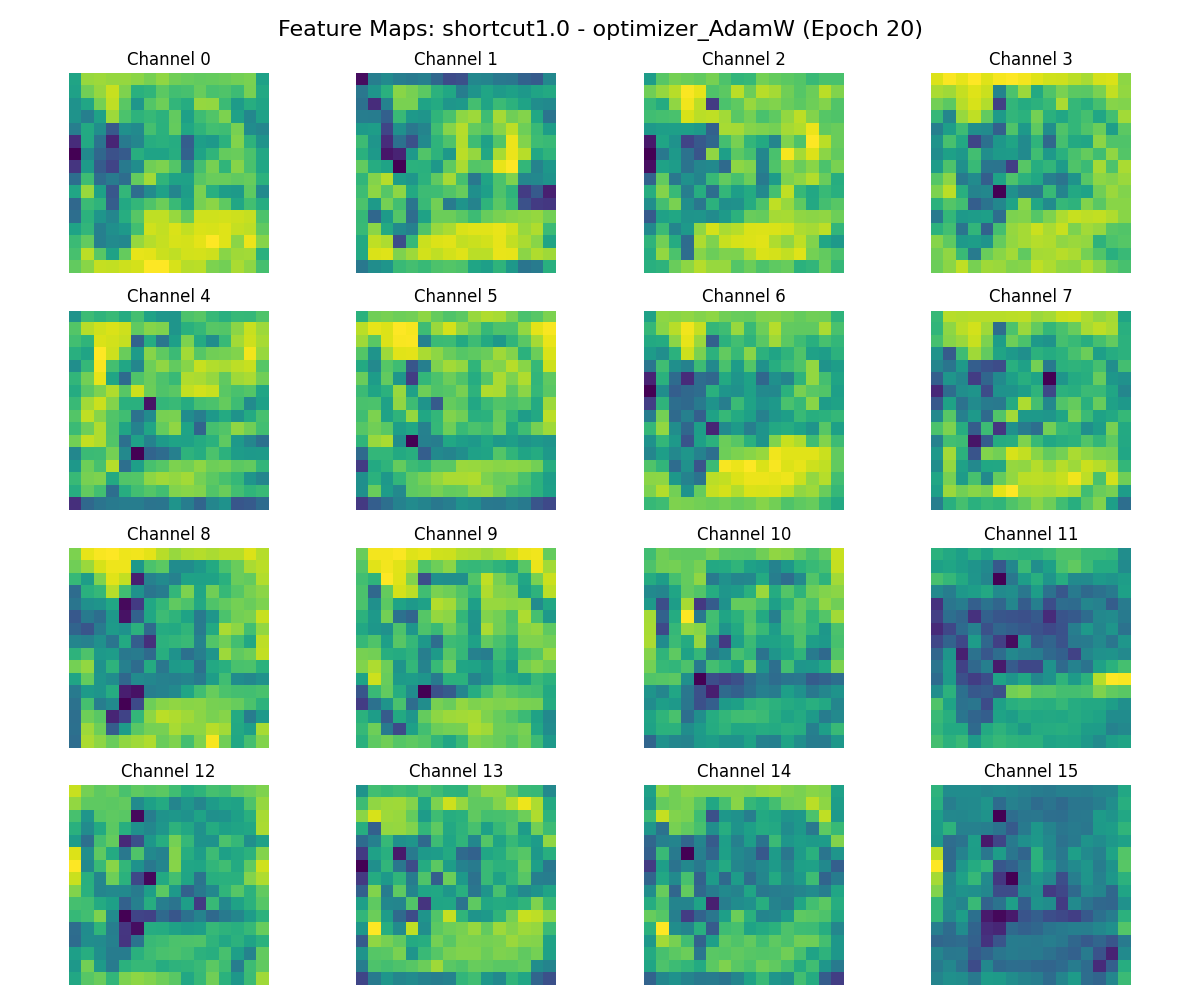 Feature Maps: shortcut1.0 - optimizer_AdamW (Epoch 20)
Channel 0
Channel 1
Channel 2
Channel 3
Channel 4
Channel 5
Channel 6
Channel 7
Channel 8
Channel 9
Channel 10
Channel 11
Channel 12
Channel 13
Channel 14
Channel 15